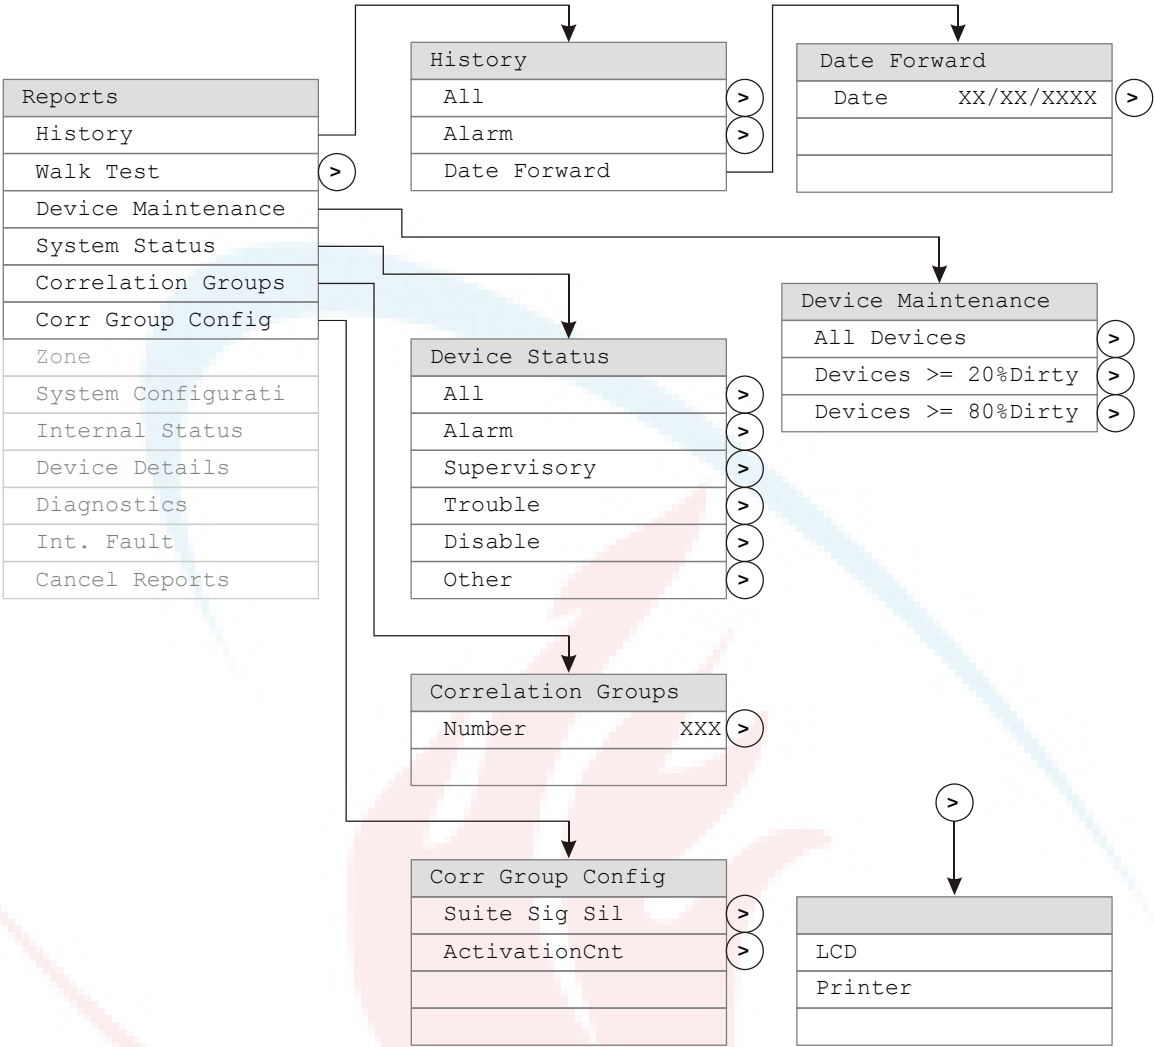 Reports
History
Walk Test >
Device Maintenance
System Status
Correlation Groups
Corr Group Config
Zone
System Configurati
Internal Status
Device Details
Diagnostics
Int. Fault
Cancel Reports
History
All >
Alarm >
Date Forward
Date Forward
Date XX/XX/XXXX >
Device Maintenance
All Devices >
Devices >= 20%Dirty >
Devices >= 80%Dirty >
Device Status
All >
Alarm >
Supervisory >
Trouble >
Disable >
Other >
Correlation Groups
Number XXX >
Corr Group Config
Suite Sig Sil >
ActivationCnt >
>
LCD
Printer